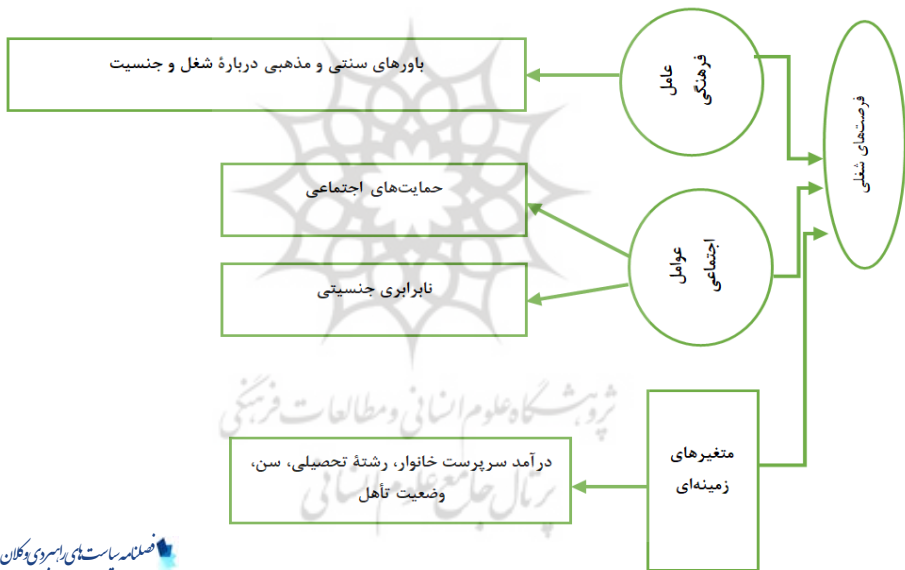 باورهای سنتی و مذهبی دربارهٔ شغل و جنسیت
عامل
فرهنگی
فرصت‌های شغلی
حمایت‌های اجتماعی
عوامل
اجتماعی
نابرابری جنسیتی
پژوهشگاه علوم انسانی و مطالعات فرهنگی
متغیرهای
زمینه‌ای
درآمد سرپرست خانوار، رشتهٔ تحصیلی، سن،
وضعیت تأهل
پرتال جامع علوم انسانی
فصلنامه سیاست‌های راهبردی و کلان